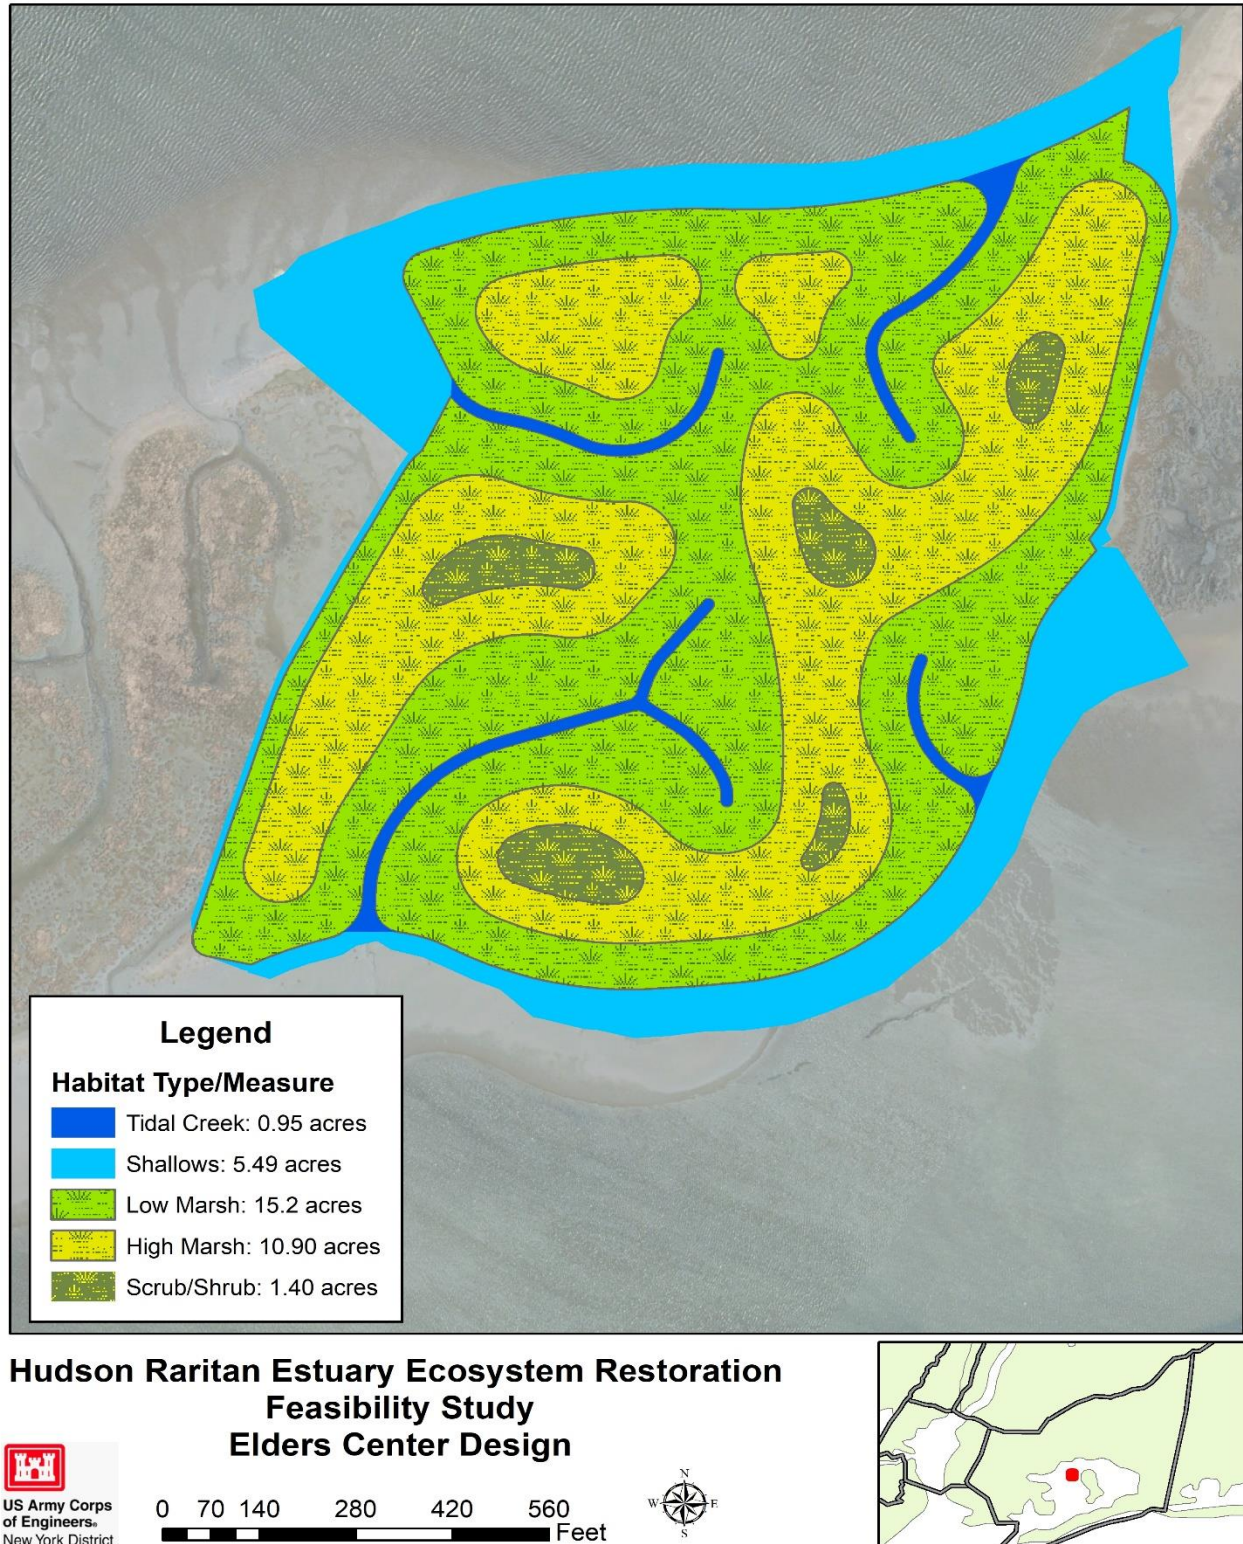 Legend
Habitat Type/Measure
Tidal Creek: 0.95 acres
Shallows: 5.49 acres
Low Marsh: 15.2 acres
High Marsh: 10.90 acres
Scrub/Shrub: 1.40 acres
Hudson Raritan Estuary Ecosystem Restoration
Feasibility Study
Elders Center Design
US Army Corps
of Engineers®
New York District
0 70 140 280 420 560
Feet
N
W E
S